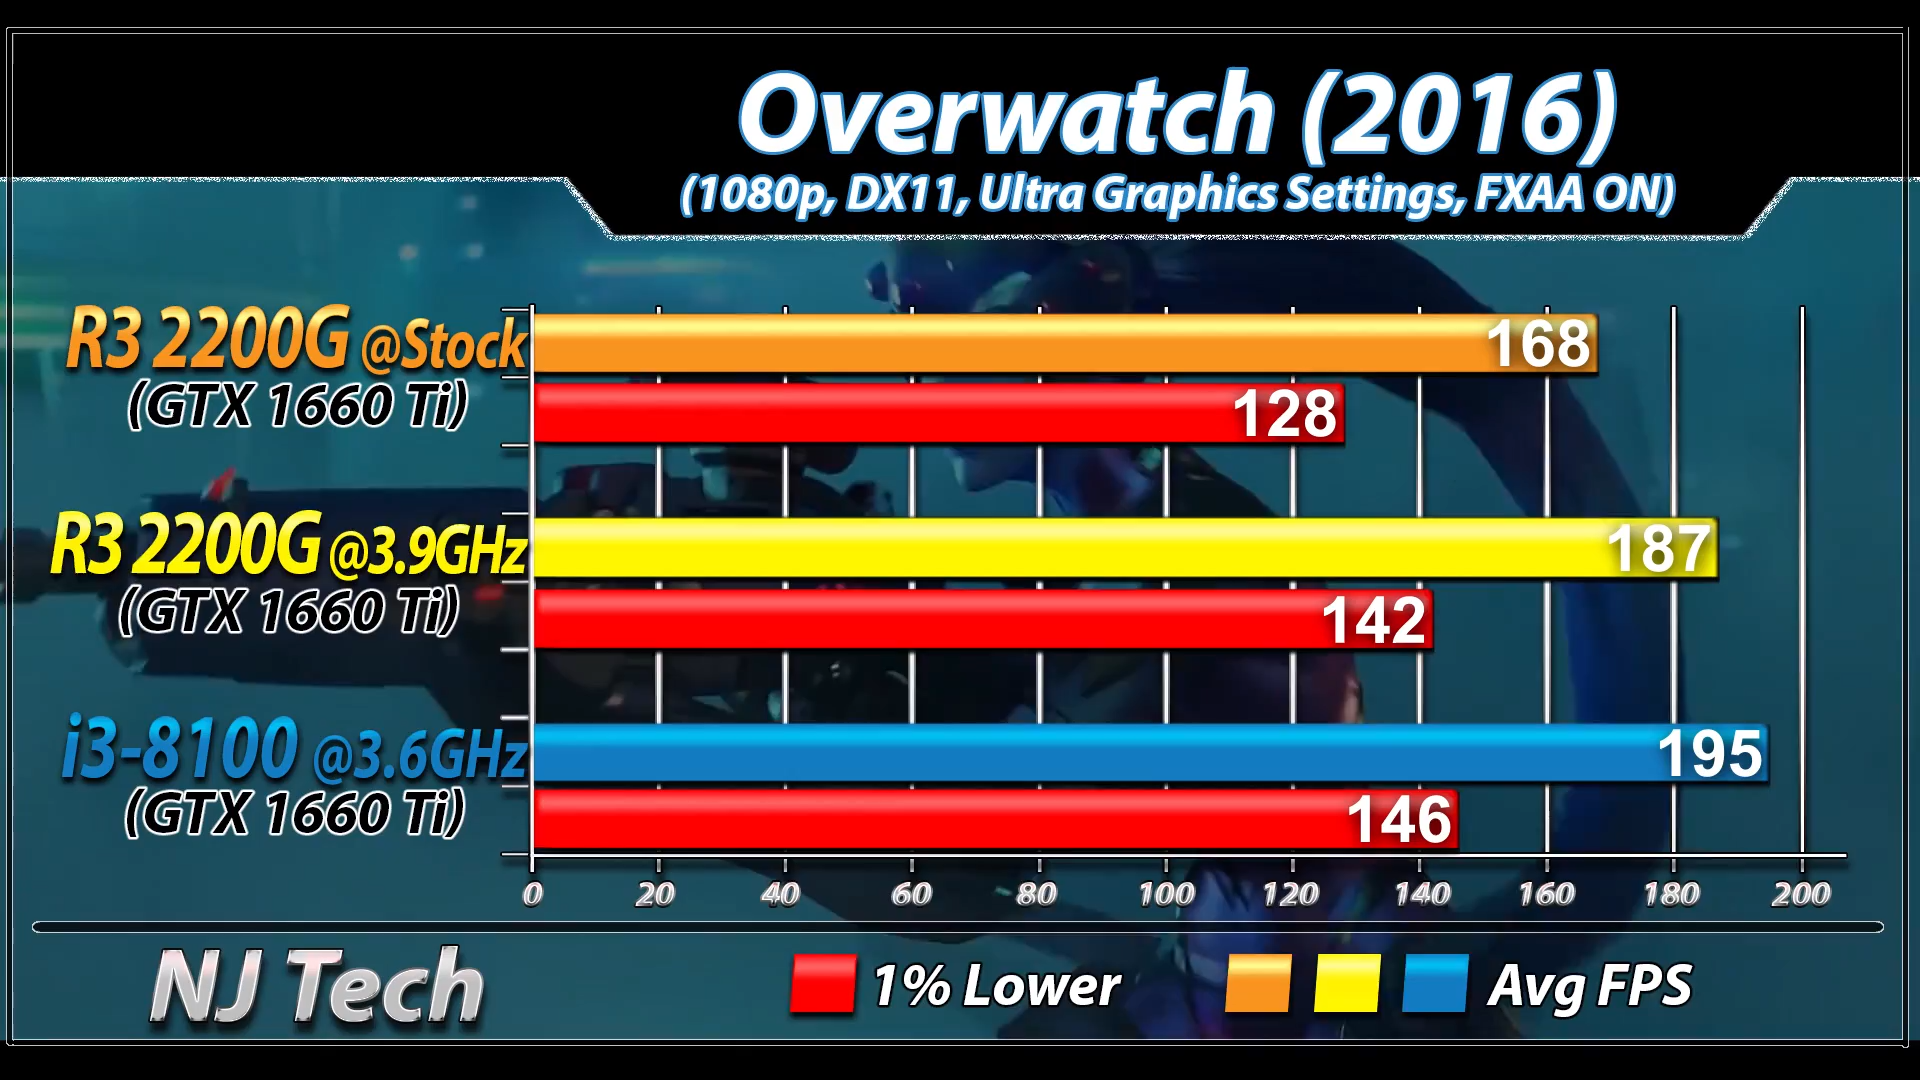 Overwatch (2016)
(1080p, DX11, Ultra Graphics Settings, FXAA ON)
R3 2200G @Stock
(GTX 1660 Ti)
168
128
R3 2200G @3.9GHz
(GTX 1660 Ti)
187
142
i3-8100 @3.6GHz
(GTX 1660 Ti)
195
146
0 20 40 60 80 100 120 140 160 180 200
NJ Tech
1% Lower
Avg FPS